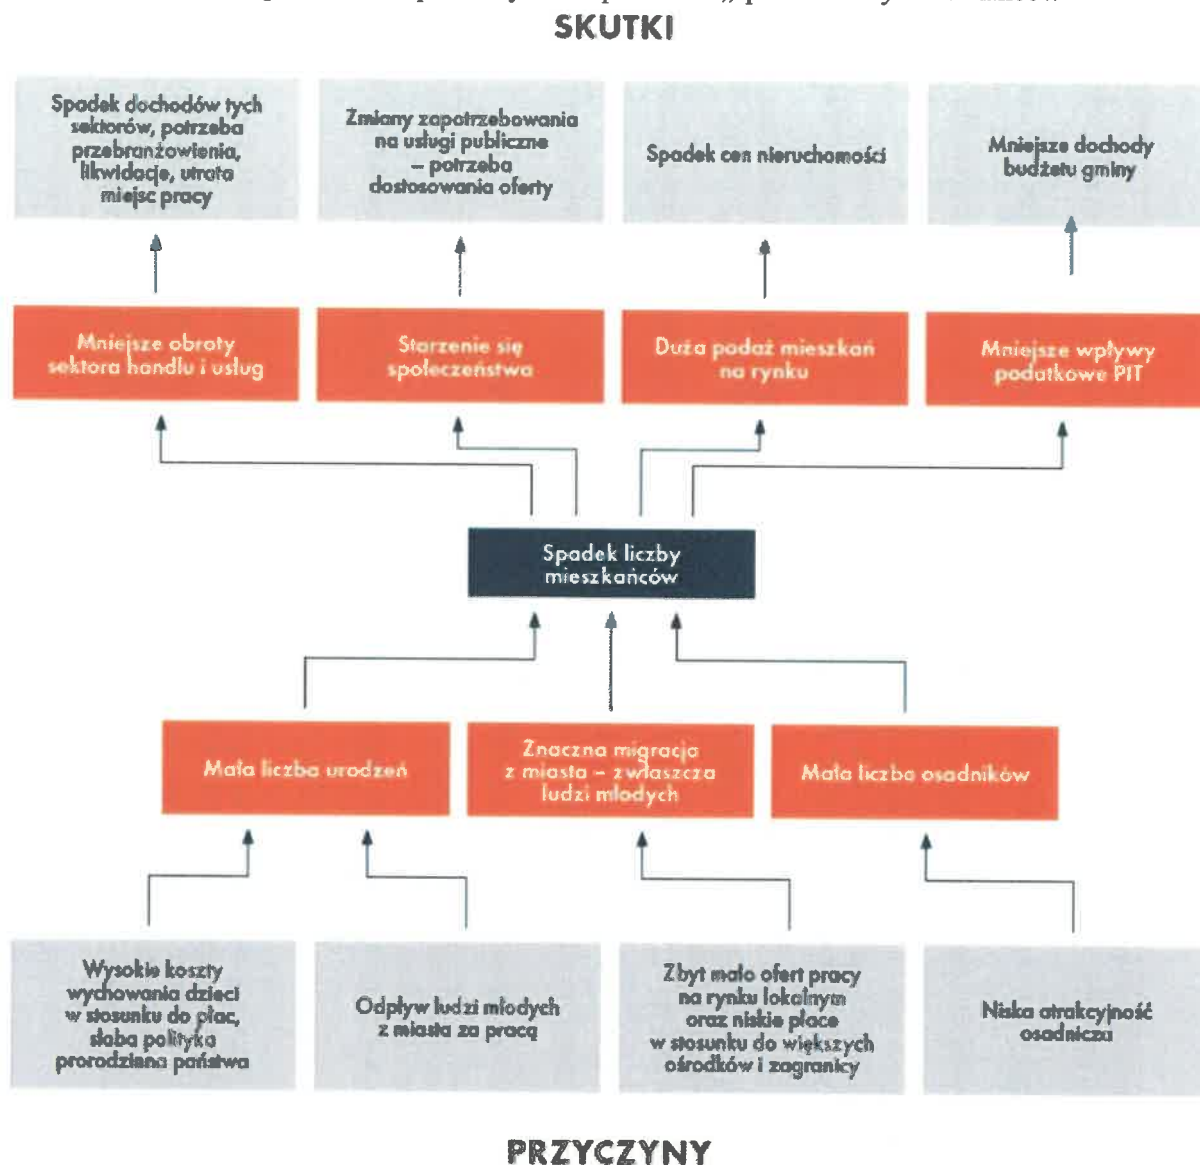 SKUTKI
Spadek dochodów tych
sektorów, potrzeba
przebranżowienia,
likwidacje, utrata
miejsc pracy
Zmiany zapotrzebowania
na usługi publiczne
– potrzeba
dostosowania oferty
Spadek cen nieruchomości
Mniejsze dochody
budżetu gminy
Mniejsze obroty
sektora handlu i usług
Starzenie się
społeczeństwa
Duża podaż mieszkań
na rynku
Mniejsze wpływy
podatkowe PIT
Spadek liczby
mieszkańców
Mała liczba urodzeń
Znaczna migracja
z miasta – zwłaszcza
ludzi młodych
Mała liczba osadników
Wysokie koszty
wychowania dzieci
w stosunku do płac,
słaba polityka
prorodzinna państwa
Odpływ ludzi młodych
z miasta za pracą
Zbyt mało ofert pracy
na rynku lokalnym
oraz niskie płace
w stosunku do większych
ośrodków i zagranicy
Niska atrakcyjność
osadnicza
PRZYCZYNY